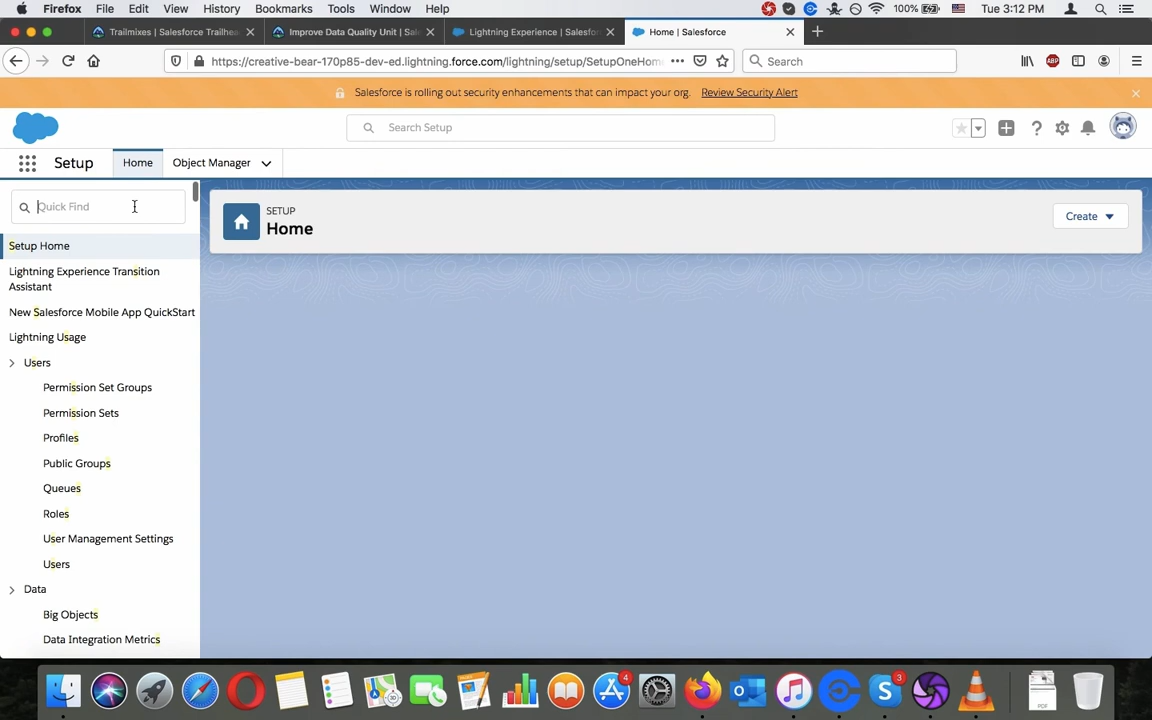 Firefox File Edit View History Bookmarks Tools Window Help 100% Tue 3:12 PM
Trailmixes | Salesforce Trailhea
Improve Data Quality Unit | Sal
Lightning Experience | Salesfor
Home | Salesforce
https://creative-bear-170p85-dev-ed.lightning.force.com/lightning/setup/SetupOneHom
Search
ABP
Salesforce is rolling out security enhancements that can impact your org. Review Security Alert
Search Setup
Setup Home Object Manager
Quick Find
Setup Home
Lightning Experience Transition
Assistant
New Salesforce Mobile App QuickStart
Lightning Usage
Users
Permission Set Groups
Permission Sets
Profiles
Public Groups
Queues
Roles
User Management Settings
Users
Data
Big Objects
Data Integration Metrics
SETUP
Home
Create
4
3
PDF